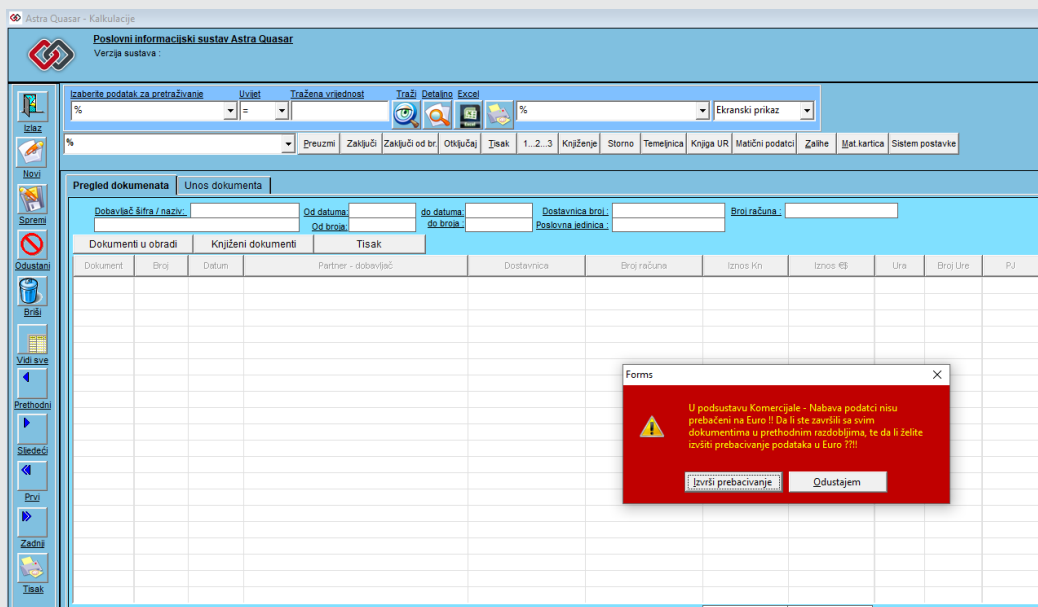 Astra Quasar - Kalkulacije
Poslovni informacijski sustav Astra Quasar
Verzija sustava :
Izaberite podatak za pretraživanje Uvijet Tražena vrijednost Traži Detaljno Excel
% = % Ekranski prikaz
% Preuzmi Zaključi Zaključi od br. Otključaj Tisak 1...2...3 Knjiženje Storno Temeljnica Knjiga UR Matični podatci Zalihe Mat.kartica Sistem postavke
Izlaz
Novi
Spremi
Odustani
Briši
Vidi sve
Prethodni
Sljedeći
Prvi
Zadnji
Tisak
Pregled dokumenata Unos dokumenta
Dobavljač šifra / naziv: Od datuma: do datuma: Dostavnica broj : Broj računa :
Od broja: do broja : Poslovna jedinica :
Dokumenti u obradi Knjiženi dokumenti Tisak
Dokument Broj Datum Partner - dobavljač Dostavnica Broj računa Iznos Kn Iznos €$ Ura Broj Ure PJ
Forms
U podsustavu Komercijale - Nabava podatci nisu
prebačeni na Euro !! Da li ste završili sa svim
dokumentima u prethodnim razdobljima, te da li želite
izvšiti prebacivanje podataka u Euro ??!!
Izvrši prebacivanje Odustajem